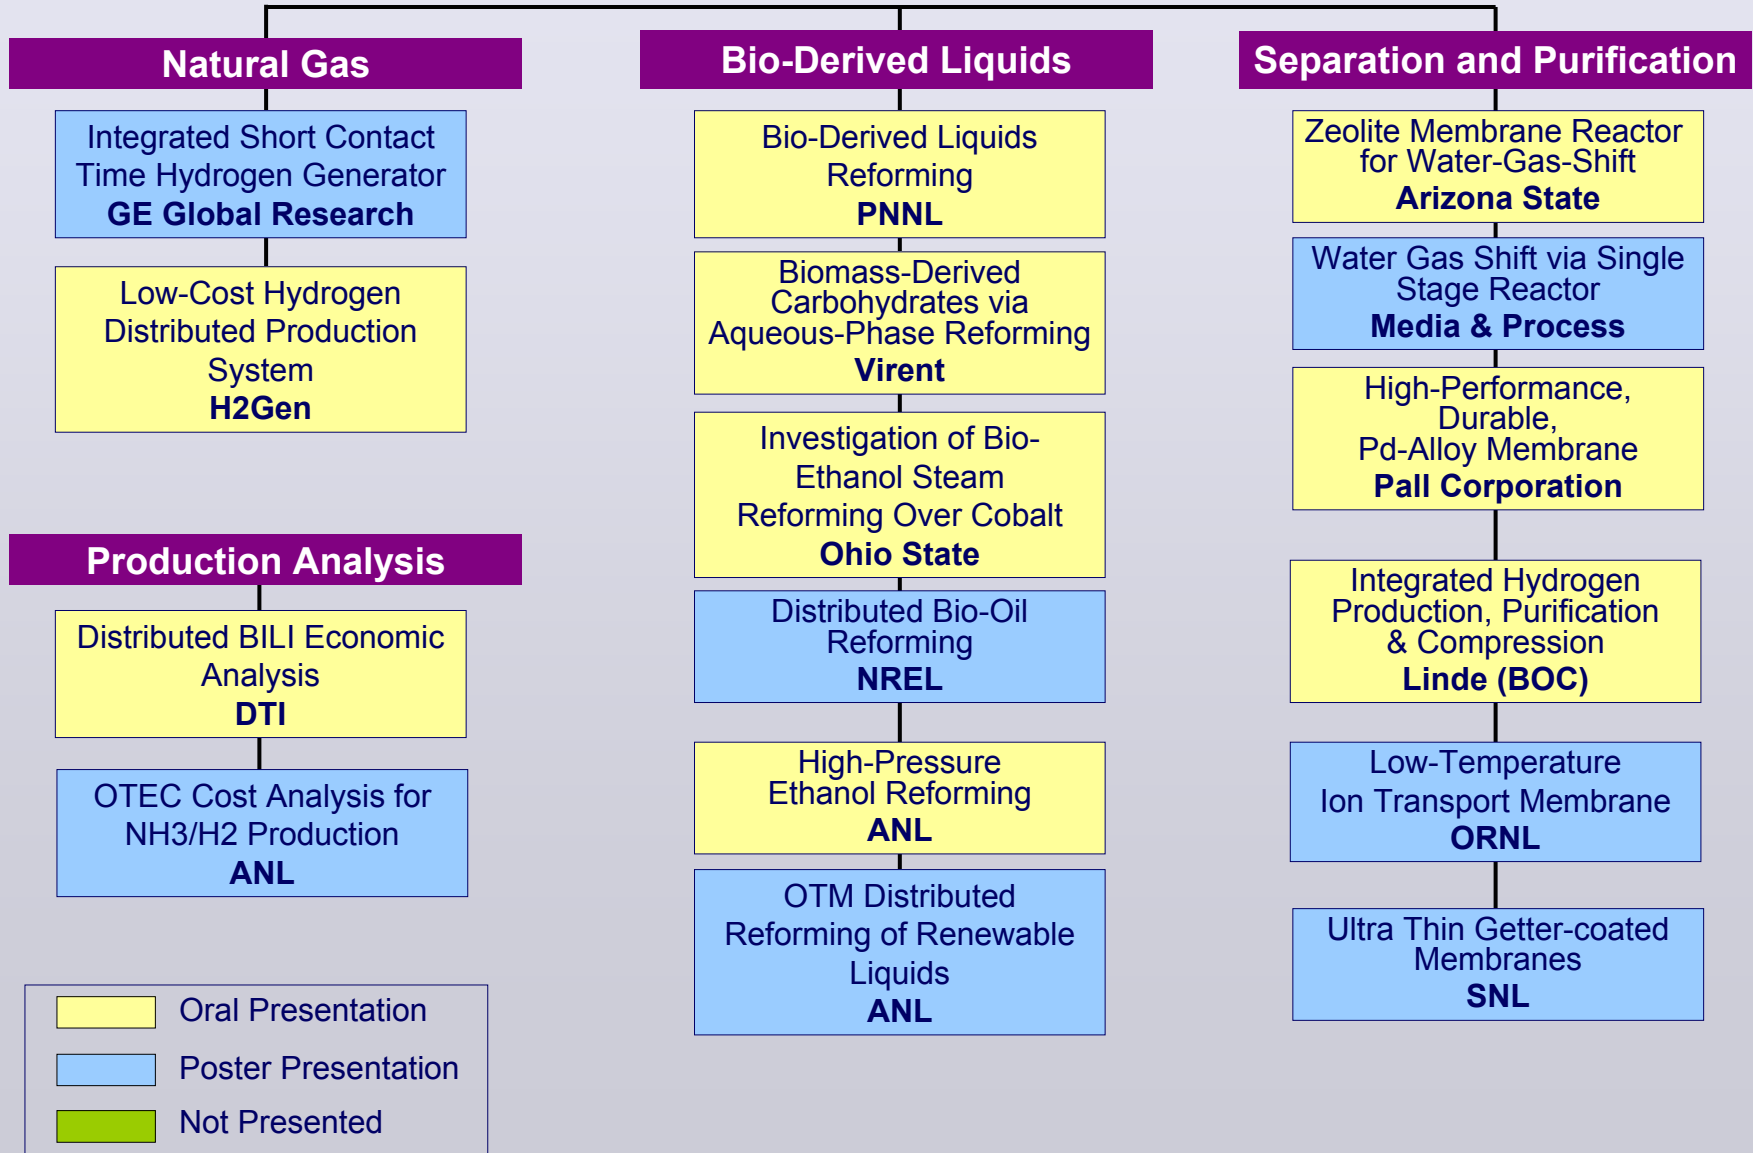 Natural Gas
Integrated Short Contact
Time Hydrogen Generator
GE Global Research
Low-Cost Hydrogen
Distributed Production
System
H2Gen
Production Analysis
Distributed BILI Economic
Analysis
DTI
OTEC Cost Analysis for
NH3/H2 Production
ANL
Bio-Derived Liquids
Bio-Derived Liquids
Reforming
PNNL
Biomass-Derived
Carbohydrates via
Aqueous-Phase Reforming
Virent
Investigation of Bio-
Ethanol Steam
Reforming Over Cobalt
Ohio State
Distributed Bio-Oil
Reforming
NREL
High-Pressure
Ethanol Reforming
ANL
OTM Distributed
Reforming of Renewable
Liquids
ANL
Separation and Purification
Zeolite Membrane Reactor
for Water-Gas-Shift
Arizona State
Water Gas Shift via Single
Stage Reactor
Media & Process
High-Performance,
Durable,
Pd-Alloy Membrane
Pall Corporation
Integrated Hydrogen
Production, Purification
& Compression
Linde (BOC)
Low-Temperature
Ion Transport Membrane
ORNL
Ultra Thin Getter-coated
Membranes
SNL
Oral Presentation
Poster Presentation
Not Presented